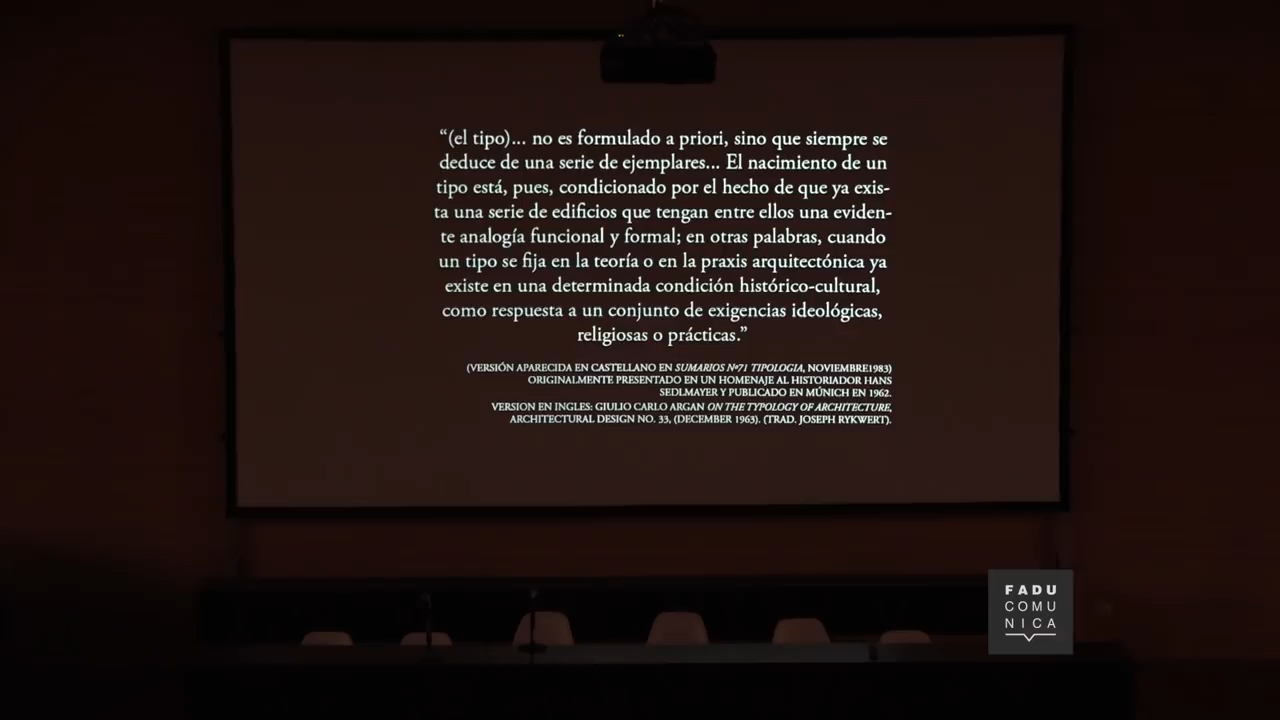 “(el tipo)... no es formulado a priori, sino que siempre se
deduce de una serie de ejemplares... El nacimiento de un
tipo está, pues, condicionado por el hecho de que ya exis-
ta una serie de edificios que tengan entre ellos una eviden-
te analogía funcional y formal; en otras palabras, cuando
un tipo se fija en la teoría o en la praxis arquitectónica ya
existe en una determinada condición histórico-cultural,
como respuesta a un conjunto de exigencias ideológicas,
religiosas o prácticas.”
(VERSIÓN APARECIDA EN CASTELLANO EN SUMARIOS Nº71 TIPOLOGIA, NOVIEMBRE1983)
ORIGINALMENTE PRESENTADO EN UN HOMENAJE AL HISTORIADOR HANS
SEDLMAYER Y PUBLICADO EN MÚNICH EN 1962.
VERSION EN INGLES: GIULIO CARLO ARGAN ON THE TYPOLOGY OF ARCHITECTURE,
ARCHITECTURAL DESIGN NO. 33, (DECEMBER 1963). (TRAD. JOSEPH RYKWERT).
FADU
COMU
NICA